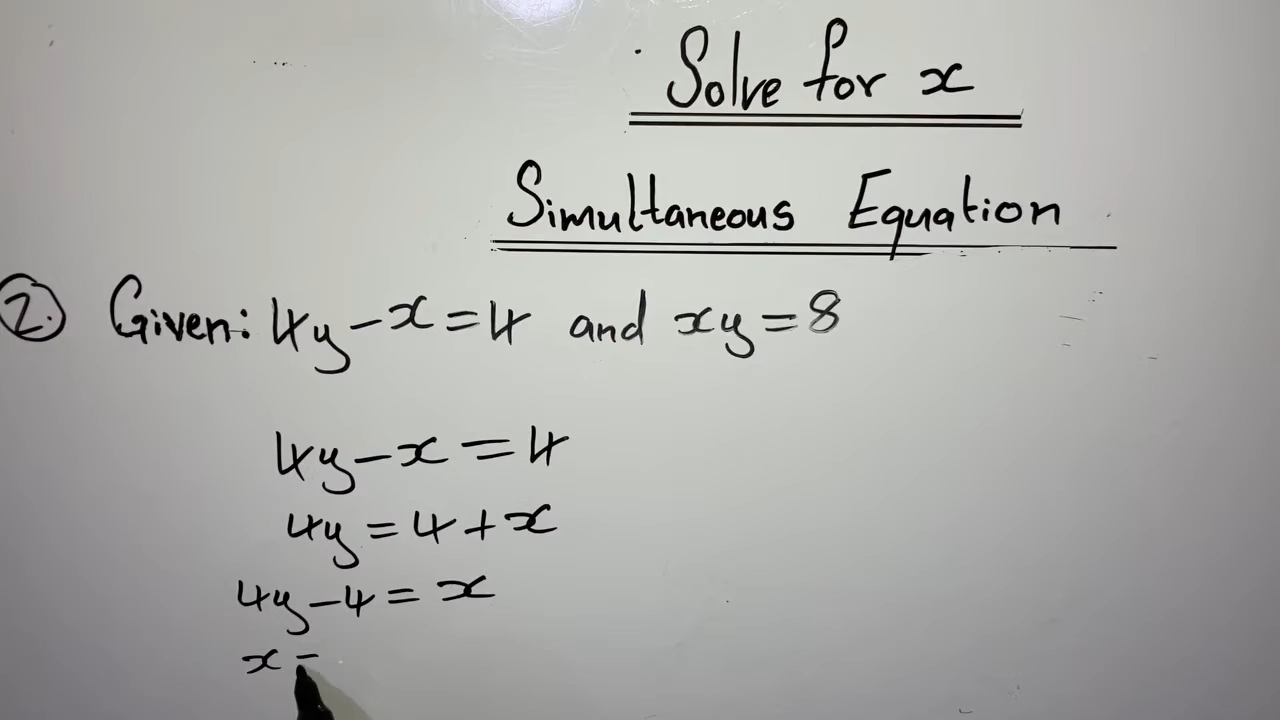 Solve for x
Simultaneous Equation
2. Given: 4y - x = 4 and xy = 8
4y - x = 4
4y = 4 + x
4y - 4 = x
x -